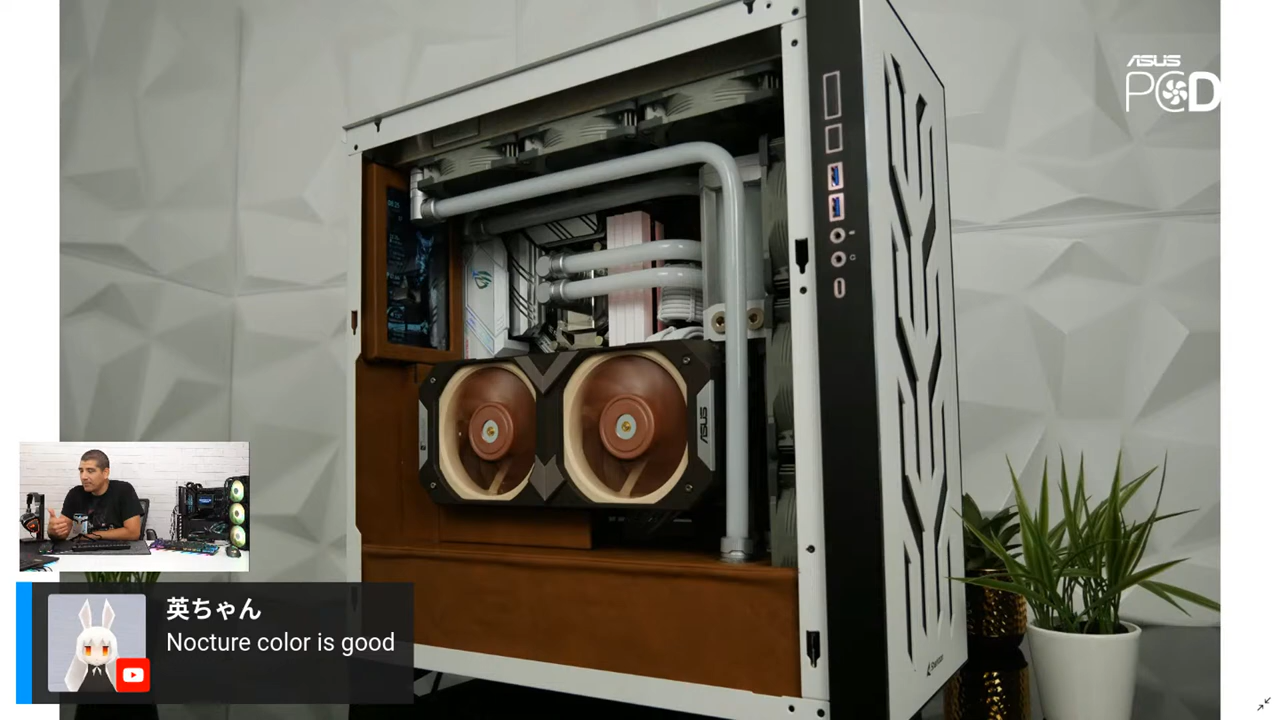 ASUS
PCD
ASUS
英ちゃん
Nocture color is good